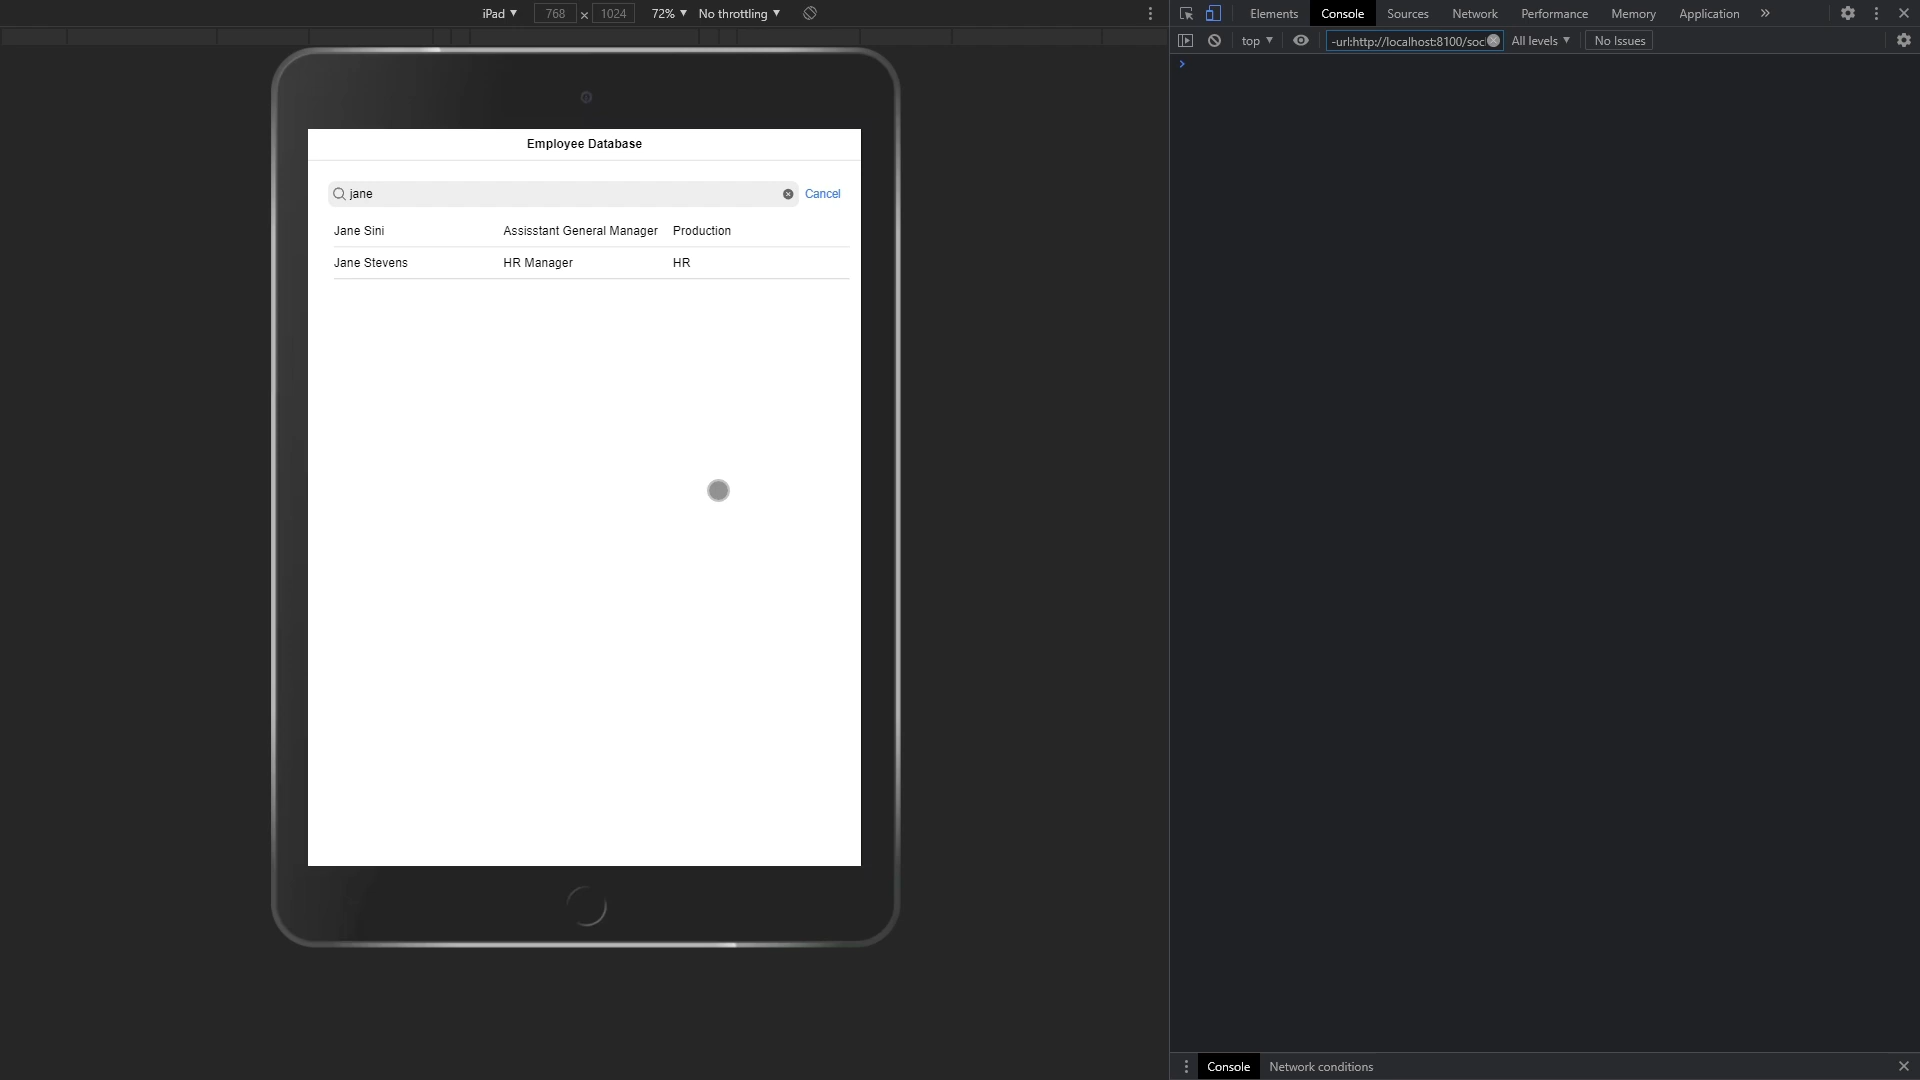 iPad 768 × 1024 72% No throttling
Elements Console Sources Network Performance Memory Application
top -url:http://localhost:8100/soc All levels No Issues
Employee Database
jane Cancel
Jane Sini Assisstant General Manager Production
Jane Stevens HR Manager HR
Console Network conditions